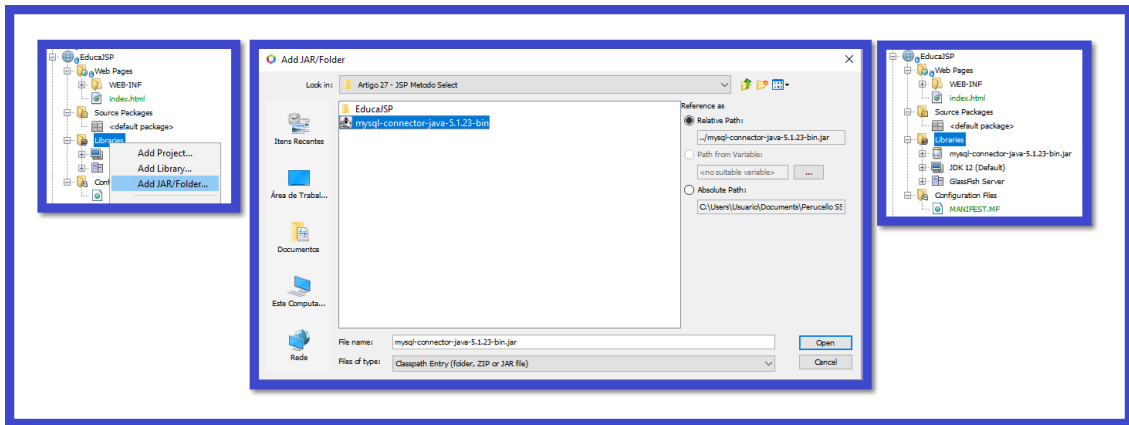 EducaJSP
Web Pages
WEB-INF
index.html
Source Packages
<default package>
Libraries
Add Project...
Add Library...
Add JAR/Folder...
Conf
Add JAR/Folder
Look in:
Artigo 27 - JSP Metodo Select
Itens Recentes
Área de Trabal...
Documentos
Este Computa...
Rede
EducaJSP
mysql-connector-java-5.1.23-bin
Reference as
Relative Path:
../mysql-connector-java-5.1.23-bin.jar
Path from Variable:
<no suitable variable>
...
Absolute Path:
C:\Users\Usuario\Documents\Perucello SS
File name:
mysql-connector-java-5.1.23-bin.jar
Open
Files of type:
Classpath Entry (folder, ZIP or JAR file)
Cancel
EducaJSP
Web Pages
WEB-INF
index.html
Source Packages
<default package>
Libraries
mysql-connector-java-5.1.23-bin.jar
JDK 12 (Default)
GlassFish Server
Configuration Files
MANIFEST.MF